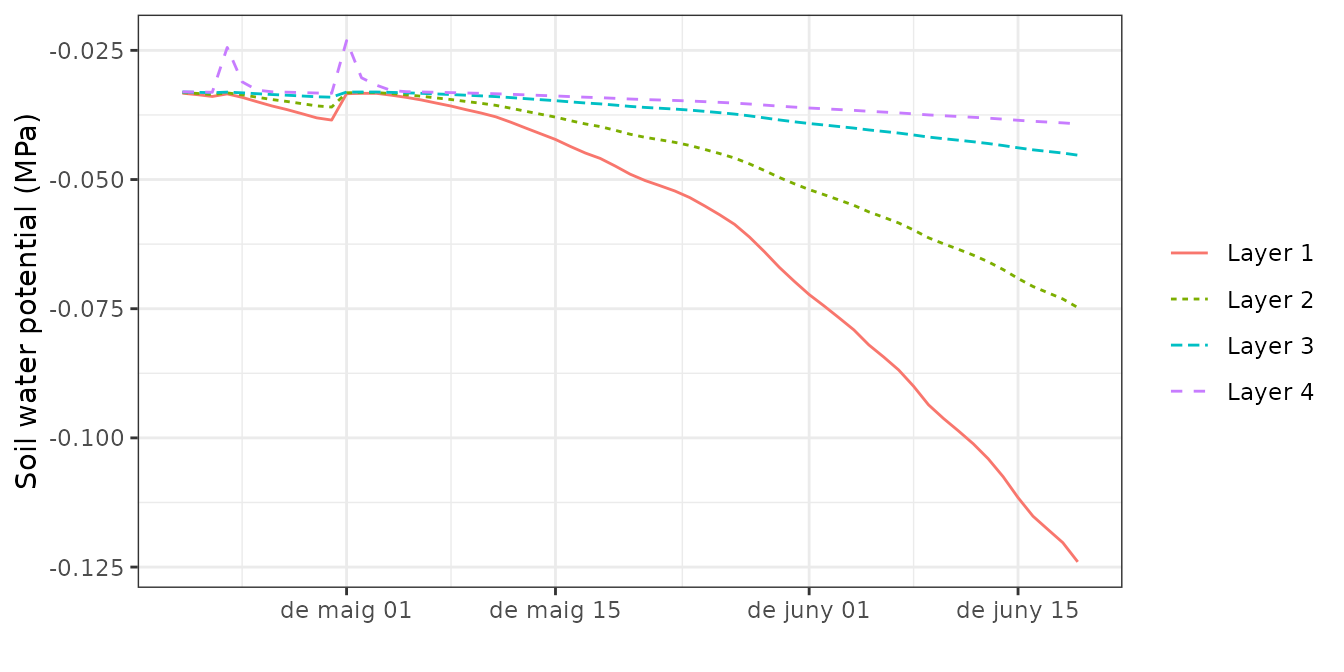 Soil water potential (MPa)
-0.025
-0.050
-0.075
-0.100
-0.125
de maig 01
de maig 15
de juny 01
de juny 15
Layer 1
Layer 2
Layer 3
Layer 4